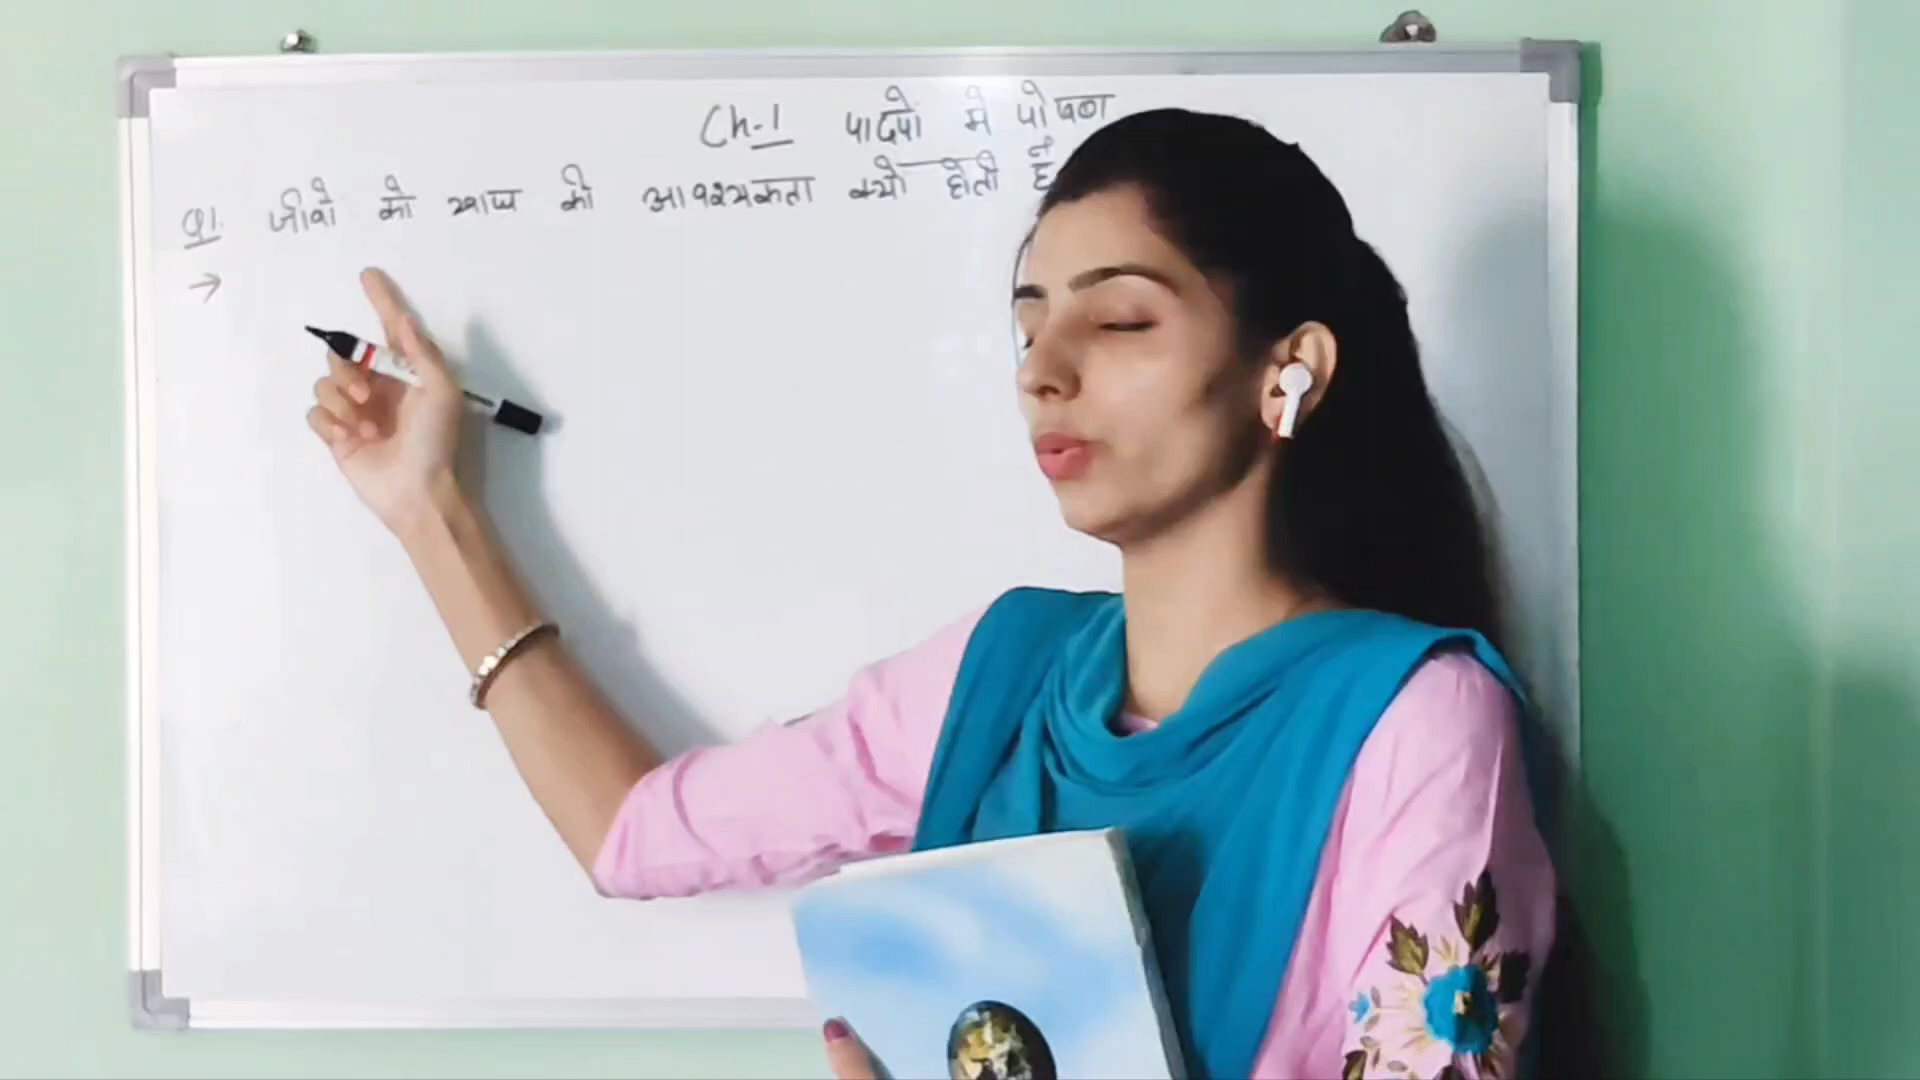 Ch-1 पादपो में पोषण
Q1. जीवो को खाद्य की आवश्यकता क्यो होती है
→